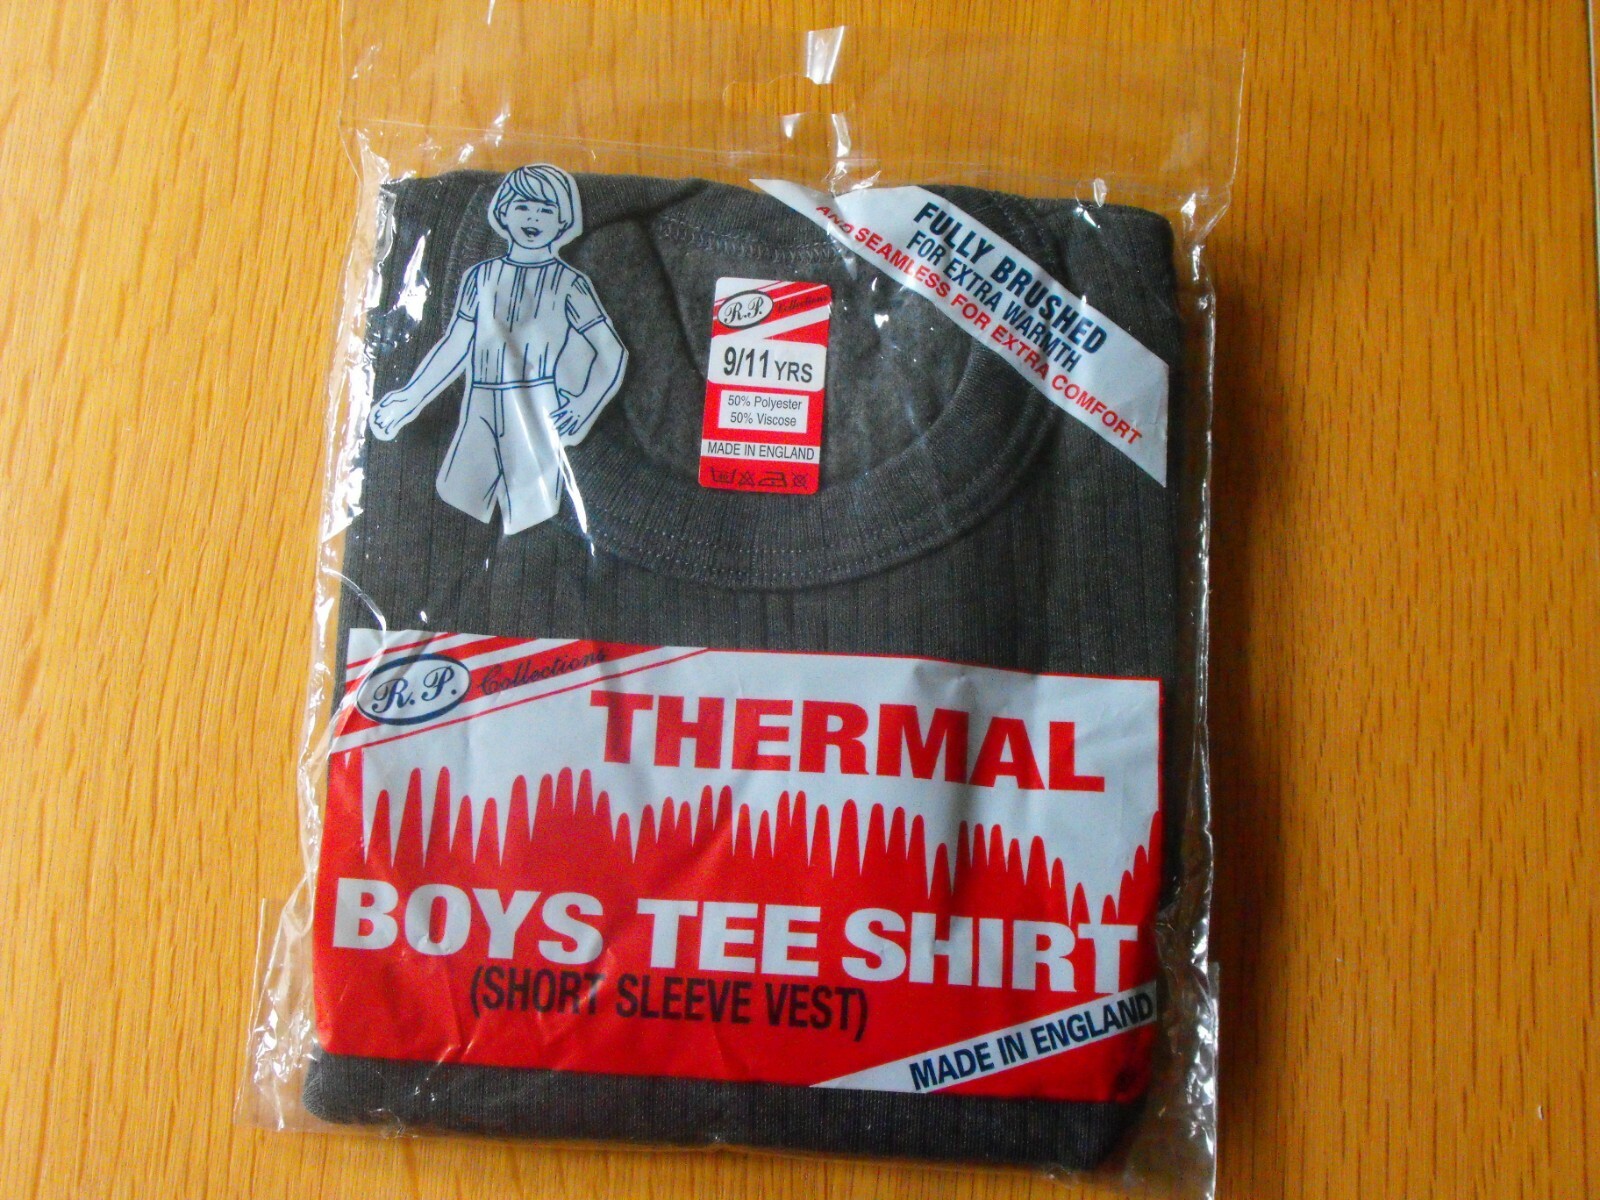 FULLY BRUSHED
FOR EXTRA WARMTH
AND SEAMLESS FOR EXTRA COMFORT
R.P. Collections
9/11 YRS
50% Polyester
50% Viscose
MADE IN ENGLAND
R.P. Collections
THERMAL
BOYS TEE SHIRT
(SHORT SLEEVE VEST)
MADE IN ENGLAND